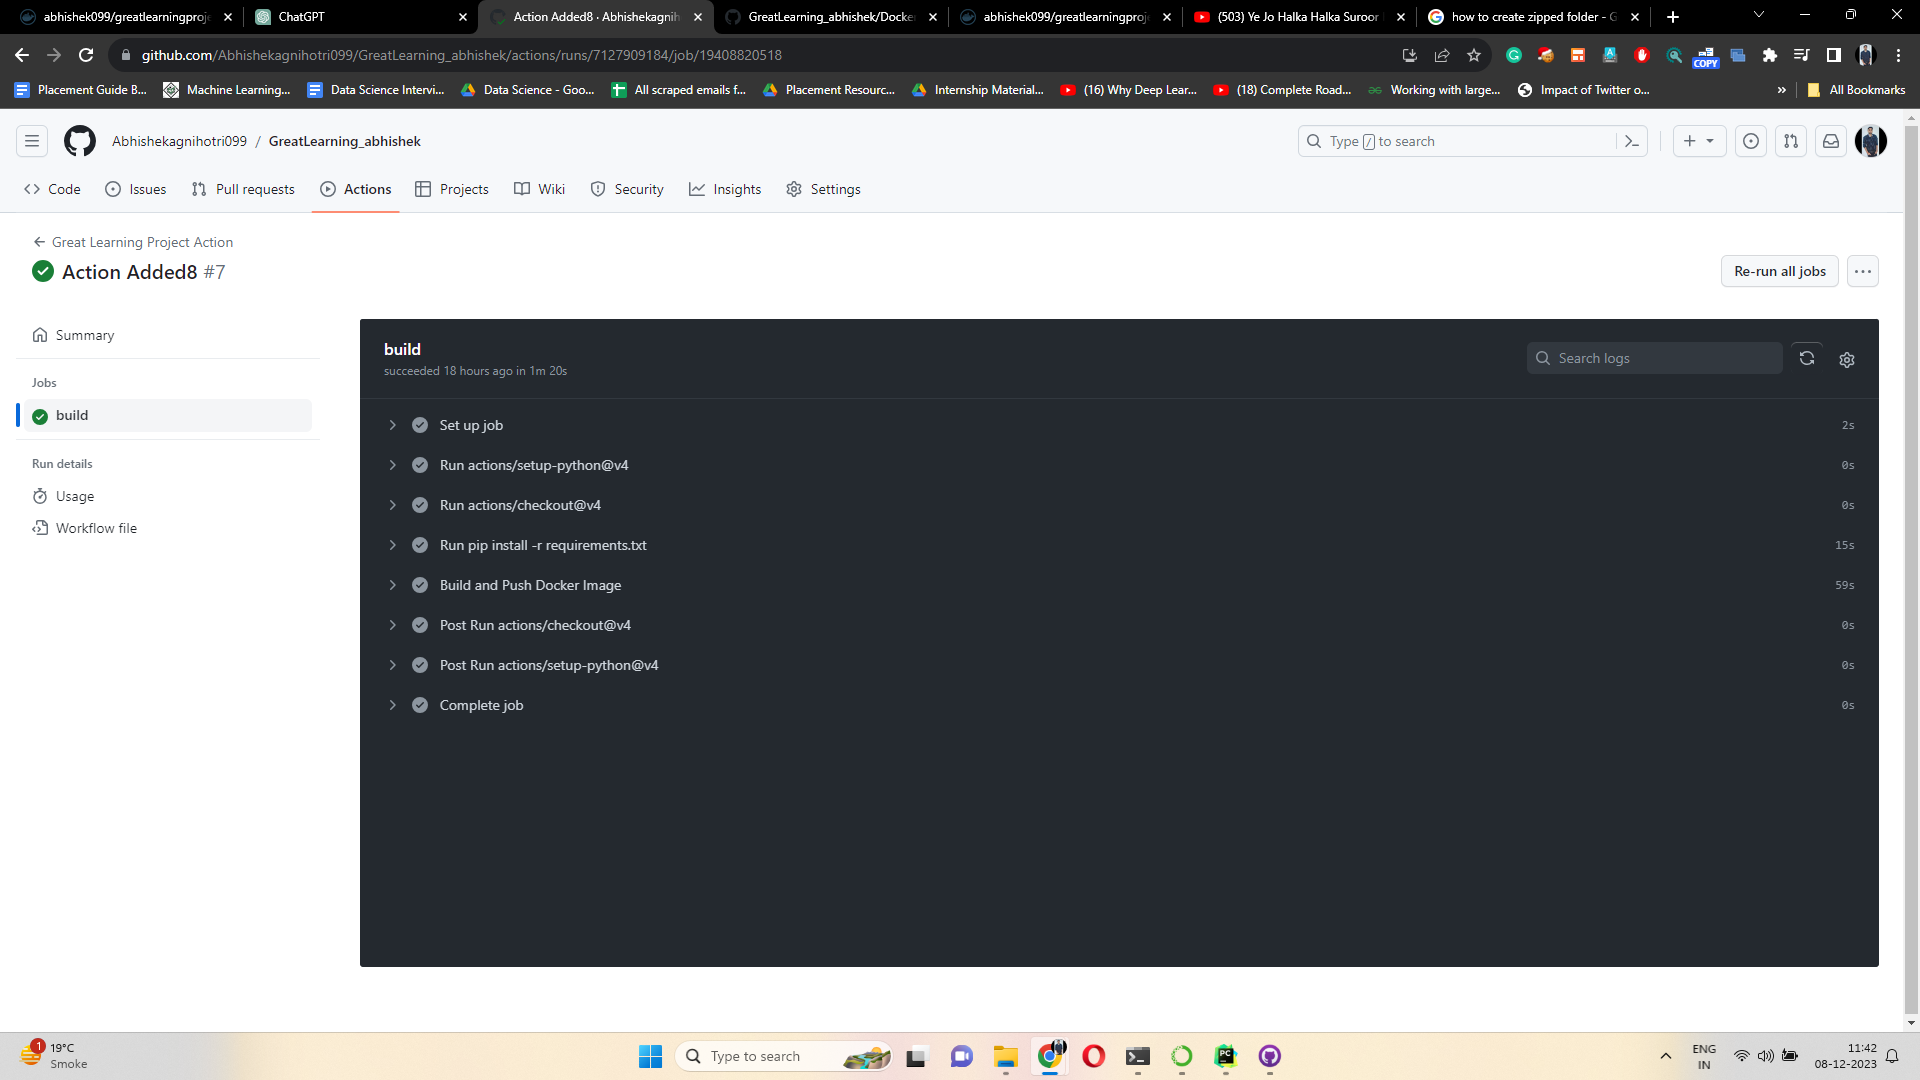 abhishek099/greatlearningproje
ChatGPT
Action Added8 · Abhishekagnih
GreatLearning_abhishek/Docke
abhishek099/greatlearningproje
(503) Ye Jo Halka Halka Suroor
how to create zipped folder - G
github.com/Abhishekagnihotri099/GreatLearning_abhishek/actions/runs/7127909184/job/19408820518
COPY
Placement Guide B...
Machine Learning...
Data Science Intervi...
Data Science - Goo...
All scraped emails f...
Placement Resourc...
Internship Material...
(16) Why Deep Lear...
(18) Complete Road...
Working with large...
Impact of Twitter o...
»
All Bookmarks
Abhishekagnihotri099 / GreatLearning_abhishek
Type / to search
Code
Issues
Pull requests
Actions
Projects
Wiki
Security
Insights
Settings
Great Learning Project Action
Action Added8 #7
Re-run all jobs
Summary
Jobs
build
Run details
Usage
Workflow file
build
succeeded 18 hours ago in 1m 20s
Search logs
Set up job 2s
Run actions/setup-python@v4 0s
Run actions/checkout@v4 0s
Run pip install -r requirements.txt 15s
Build and Push Docker Image 59s
Post Run actions/checkout@v4 0s
Post Run actions/setup-python@v4 0s
Complete job 0s
1
19°C
Smoke
Type to search
PC
ENG
IN
11:42
08-12-2023